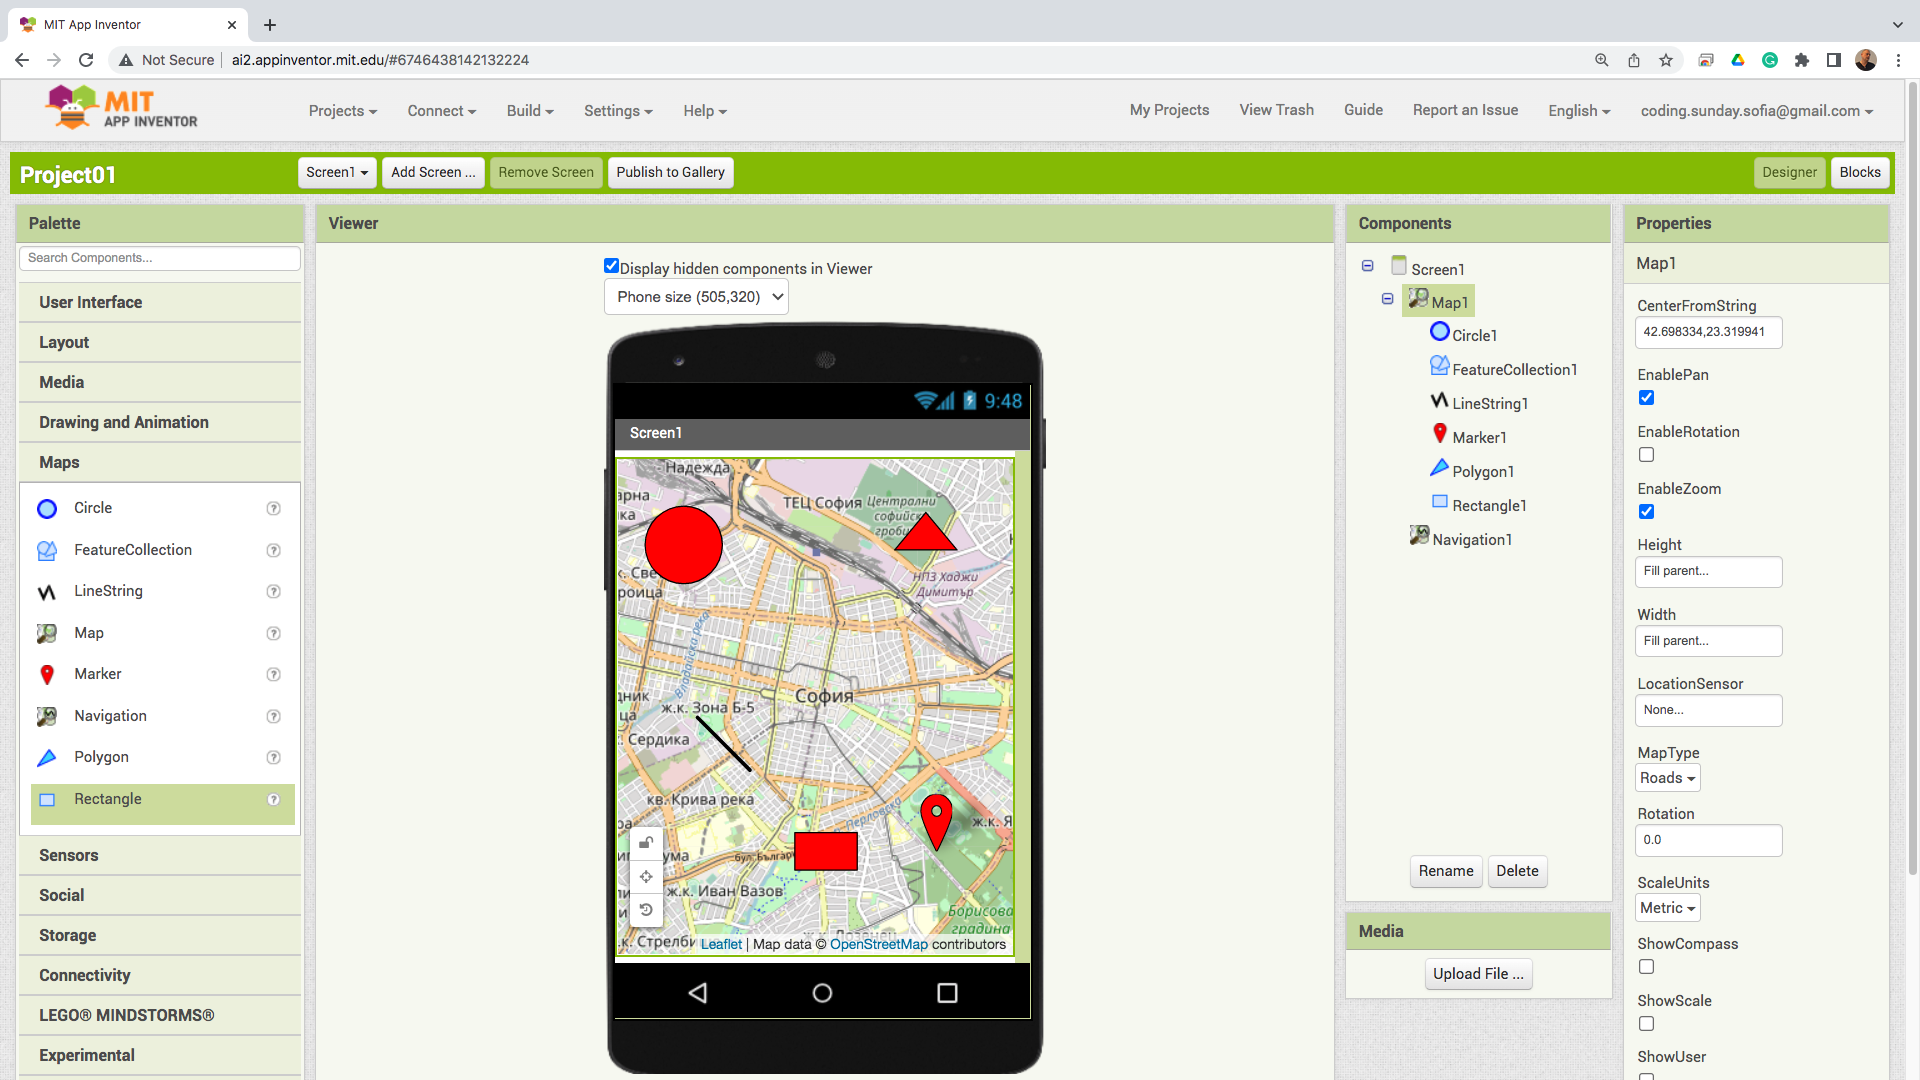 MIT App Inventor
Not Secure
ai2.appinventor.mit.edu/#6746438142132224
MIT
APP INVENTOR
Projects
Connect
Build
Settings
Help
My Projects
View Trash
Guide
Report an Issue
English
coding.sunday.sofia@gmail.com
Project01
Screen1
Add Screen ...
Remove Screen
Publish to Gallery
Designer
Blocks
Palette
Search Components...
User Interface
Layout
Media
Drawing and Animation
Maps
Circle
FeatureCollection
LineString
Map
Marker
Navigation
Polygon
Rectangle
Sensors
Social
Storage
Connectivity
LEGO® MINDSTORMS®
Experimental
Viewer
Display hidden components in Viewer
Phone size (505,320)
9:48
Screen1
Надежда
ТЕЦ София
Централни
НПЗ Хаджи
Димитър
Владайска река
София
ж.к. Зона Б-5
Сердика
кв. Крива река
ж.к. Иван Вазов
Борисова
градина
Leaflet | Map data © OpenStreetMap contributors
Components
Screen1
Map1
Circle1
FeatureCollection1
LineString1
Marker1
Polygon1
Rectangle1
Navigation1
Rename
Delete
Media
Upload File ...
Properties
Map1
CenterFromString
42.698334,23.319941
EnablePan
EnableRotation
EnableZoom
Height
Fill parent...
Width
Fill parent...
LocationSensor
None...
MapType
Roads
Rotation
0.0
ScaleUnits
Metric
ShowCompass
ShowScale
ShowUser